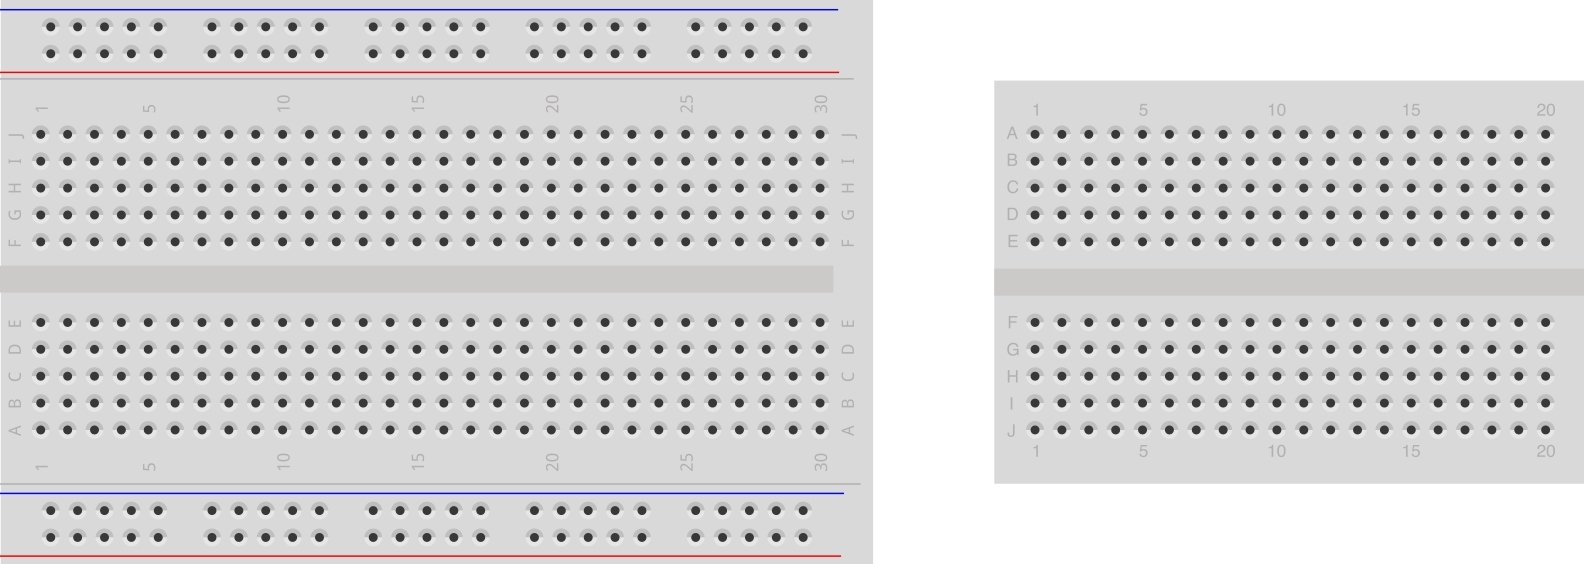 1 5 10 15 20 25 30
J J
I I
H H
G G
F F
E E
D D
C C
B B
A A
1 5 10 15 20 25 30
1 5 10 15 20
A
B
C
D
E
F
G
H
I
J
1 5 10 15 20